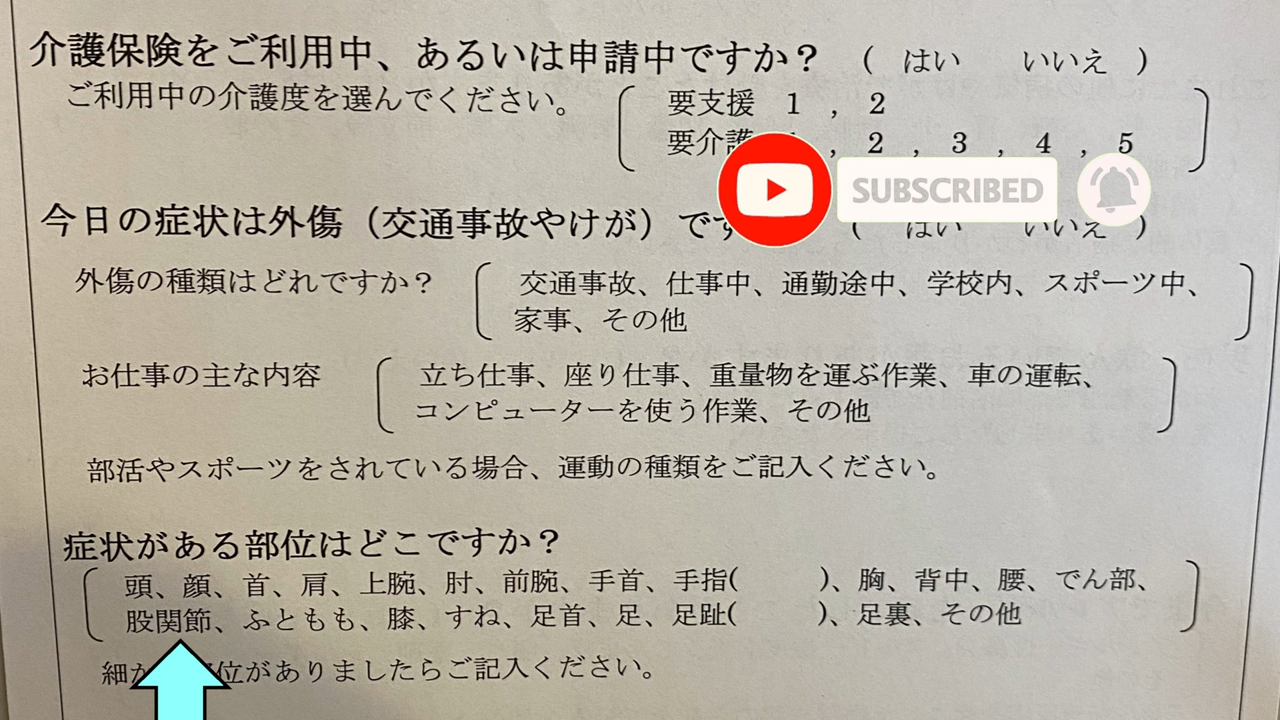 介護保険をご利用中、あるいは申請中ですか？ （ はい いいえ ）
ご利用中の介護度を選んでください。 要支援 1 , 2
要介護 , 2 , 3 , 4 , 5
SUBSCRIBED
今日の症状は外傷（交通事故やけが）です （ はい いいえ ）
外傷の種類はどれですか？ 交通事故、仕事中、通勤途中、学校内、スポーツ中、
家事、その他
お仕事の主な内容 立ち仕事、座り仕事、重量物を運ぶ作業、車の運転、
コンピューターを使う作業、その他
部活やスポーツをされている場合、運動の種類をご記入ください。
症状がある部位はどこですか？
頭、顔、首、肩、上腕、肘、前腕、手首、手指( )、胸、背中、腰、でん部、
股関節、ふともも、膝、すね、足首、足、足趾( )、足裏、その他
細か 位がありましたらご記入ください。